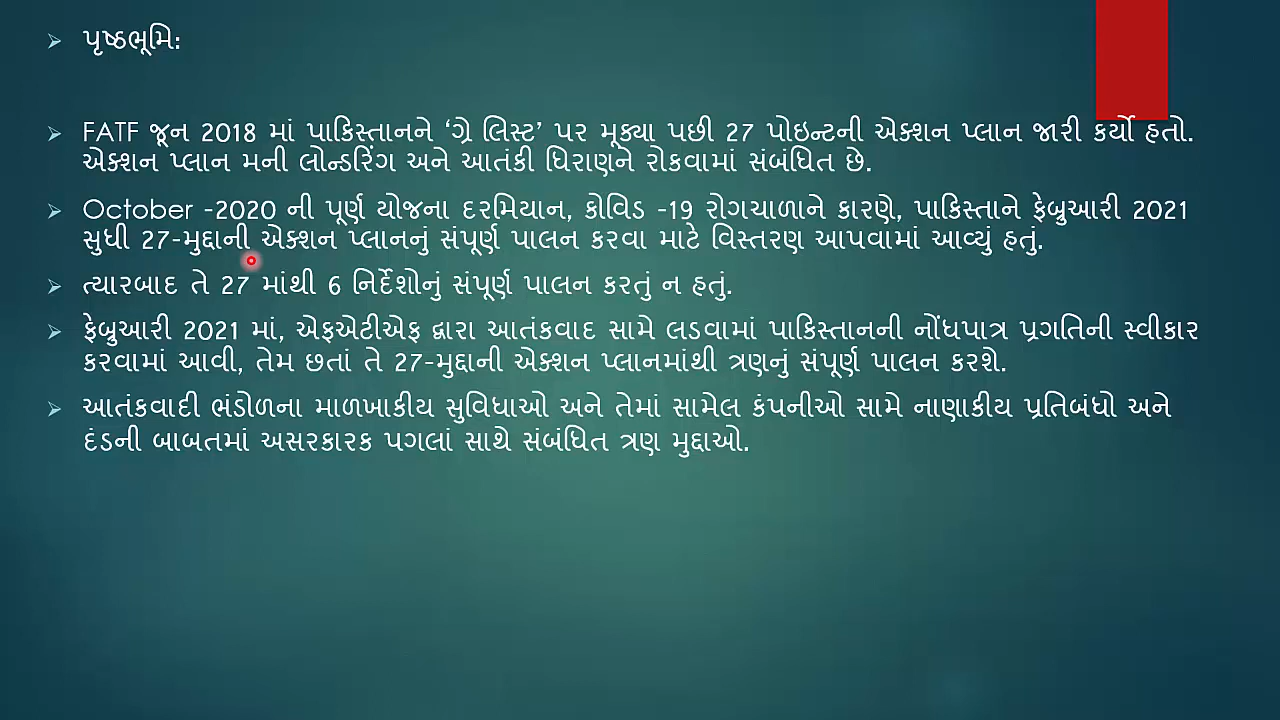 પૃષ્ઠભૂમિ:
FATF જૂન 2018 માં પાકિસ્તાનને ‘ગ્રે લિસ્ટ’ પર મૂક્યા પછી 27 પોઇન્ટની એક્શન પ્લાન જારી કર્યો હતો.
એક્શન પ્લાન મની લોન્ડરિંગ અને આતંકી ધિરાણને રોકવામાં સંબંધિત છે.
October -2020 ની પૂર્ણ યોજના દરમિયાન, કોવિડ -19 રોગચાળાને કારણે, પાકિસ્તાને ફેબ્રુઆરી 2021
સુધી 27-મુદ્દાની એક્શન પ્લાનનું સંપૂર્ણ પાલન કરવા માટે વિસ્તરણ આપવામાં આવ્યું હતું.
ત્યારબાદ તે 27 માંથી 6 નિર્દેશોનું સંપૂર્ણ પાલન કરતું ન હતું.
ફેબ્રુઆરી 2021 માં, એફએટીએફ દ્વારા આતંકવાદ સામે લડવામાં પાકિસ્તાનની નોંધપાત્ર પ્રગતિની સ્વીકાર
કરવામાં આવી, તેમ છતાં તે 27-મુદ્દાની એક્શન પ્લાનમાંથી ત્રણનું સંપૂર્ણ પાલન કરશે.
આતંકવાદી ભંડોળના માળખાકીય સુવિધાઓ અને તેમાં સામેલ કંપનીઓ સામે નાણાકીય પ્રતિબંધો અને
દંડની બાબતમાં અસરકારક પગલાં સાથે સંબંધિત ત્રણ મુદ્દાઓ.